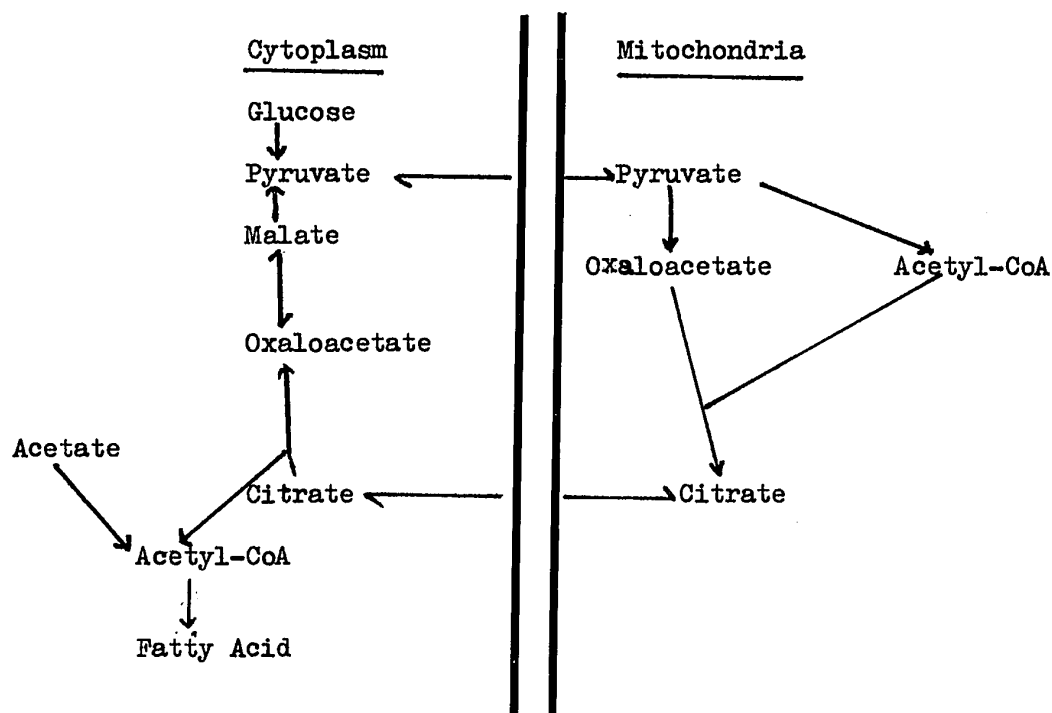 Cytoplasm
Mitochondria
Glucose
Pyruvate
Pyruvate
Malate
Oxaloacetate
Acetyl-CoA
Oxaloacetate
Acetate
Citrate
Citrate
Acetyl-CoA
Fatty Acid